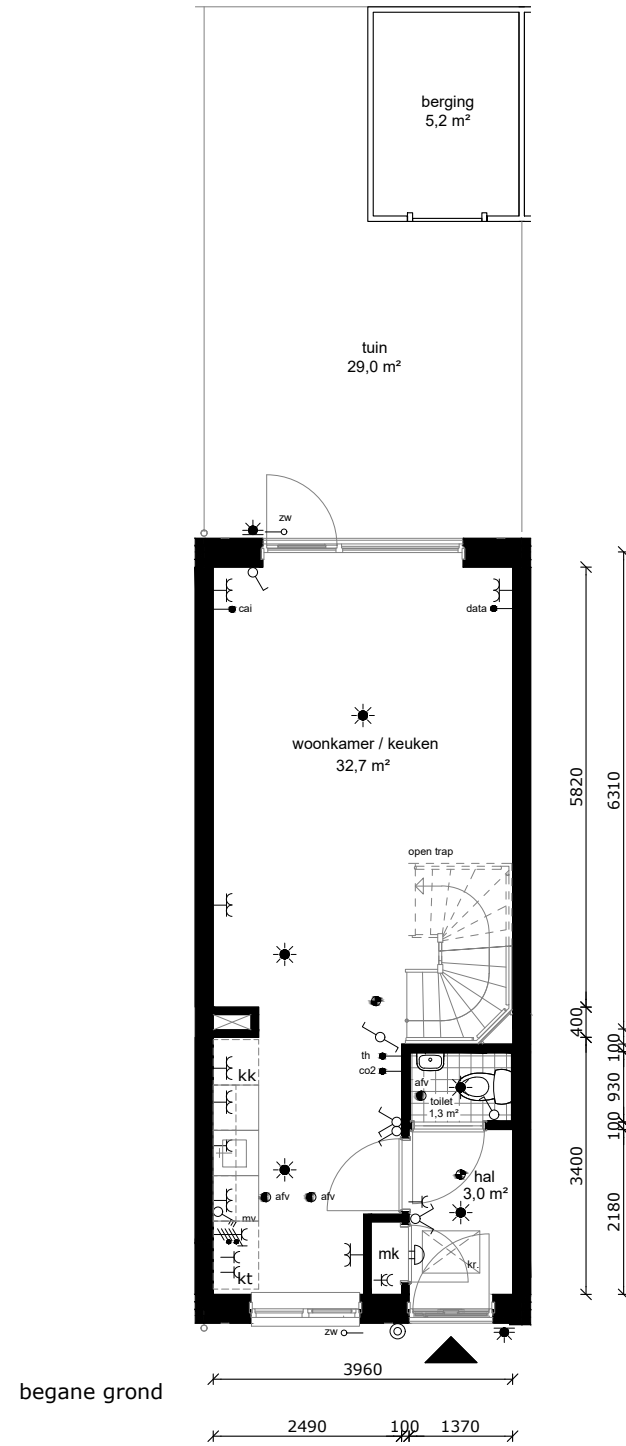 berging
5,2 m²
tuin
29,0 m²
zw
cai
data
woonkamer / keuken
32,7 m²
5820
6310
open trap
400
th
co2
100
kk
afv
toilet
1,3 m²
930
100
3400
hal
3,0 m²
2180
afv
afv
mv
mk
kr.
kt
zw
3960
begane grond
2490
100
1370